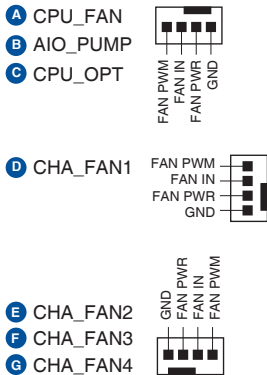 A CPU_FAN
B AIO_PUMP
C CPU_OPT
FAN PWM
FAN IN
FAN PWR
GND
D CHA_FAN1
FAN PWM
FAN IN
FAN PWR
GND
E CHA_FAN2
F CHA_FAN3
G CHA_FAN4
GND
FAN PWR
FAN IN
FAN PWM